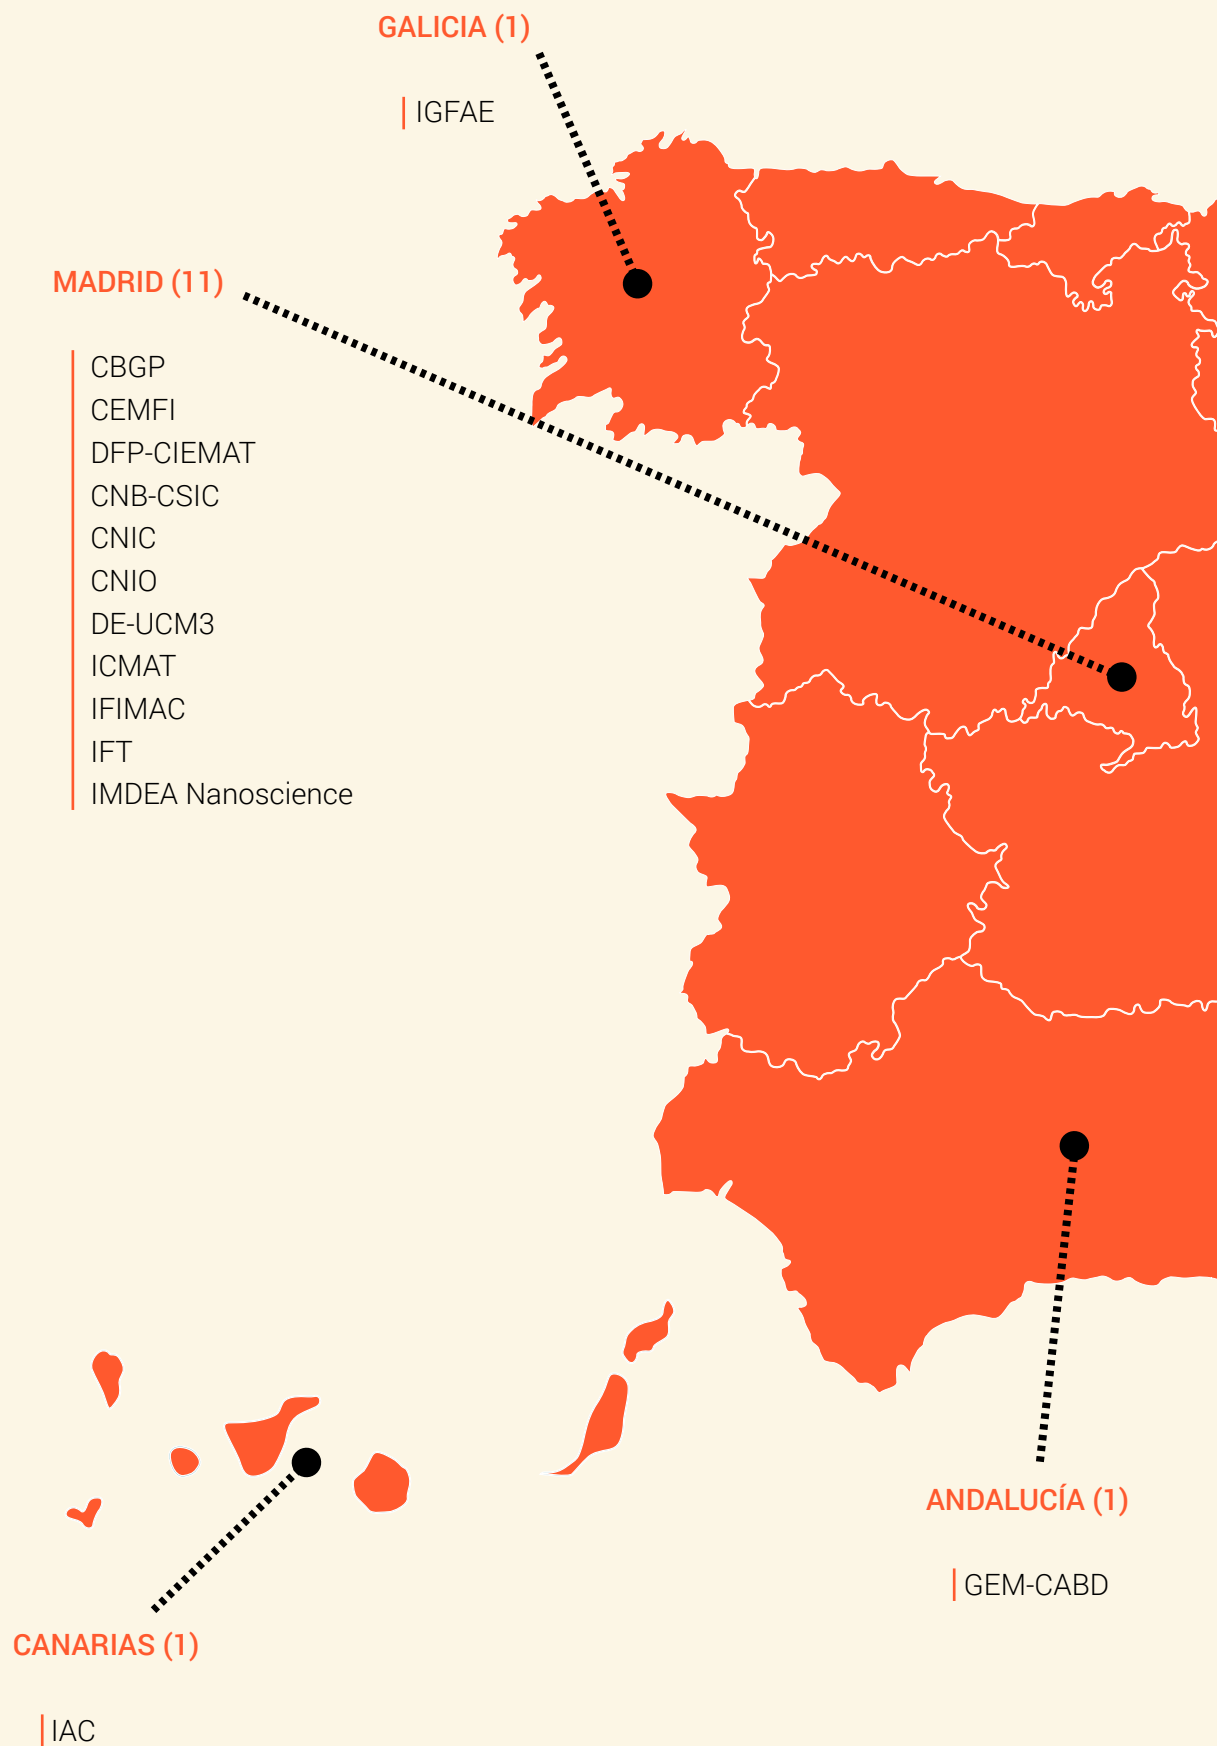 GALICIA (1)
IGFAE
MADRID (11)
CBGP
CEMFI
DFP-CIEMAT
CNB-CSIC
CNIC
CNIO
DE-UCM3
ICMAT
IFIMAC
IFT
IMDEA Nanoscience
ANDALUCÍA (1)
GEM-CABD
CANARIAS (1)
IAC